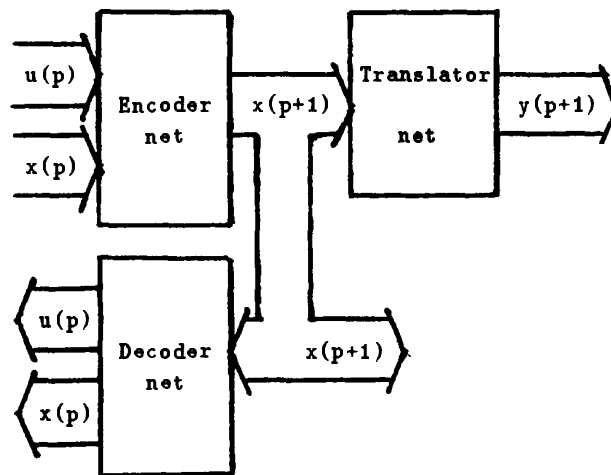 u(p)
x(p)
Encoder
net
x(p+1)
Translator
net
y(p+1)
u(p)
x(p)
Decoder
net
x(p+1)